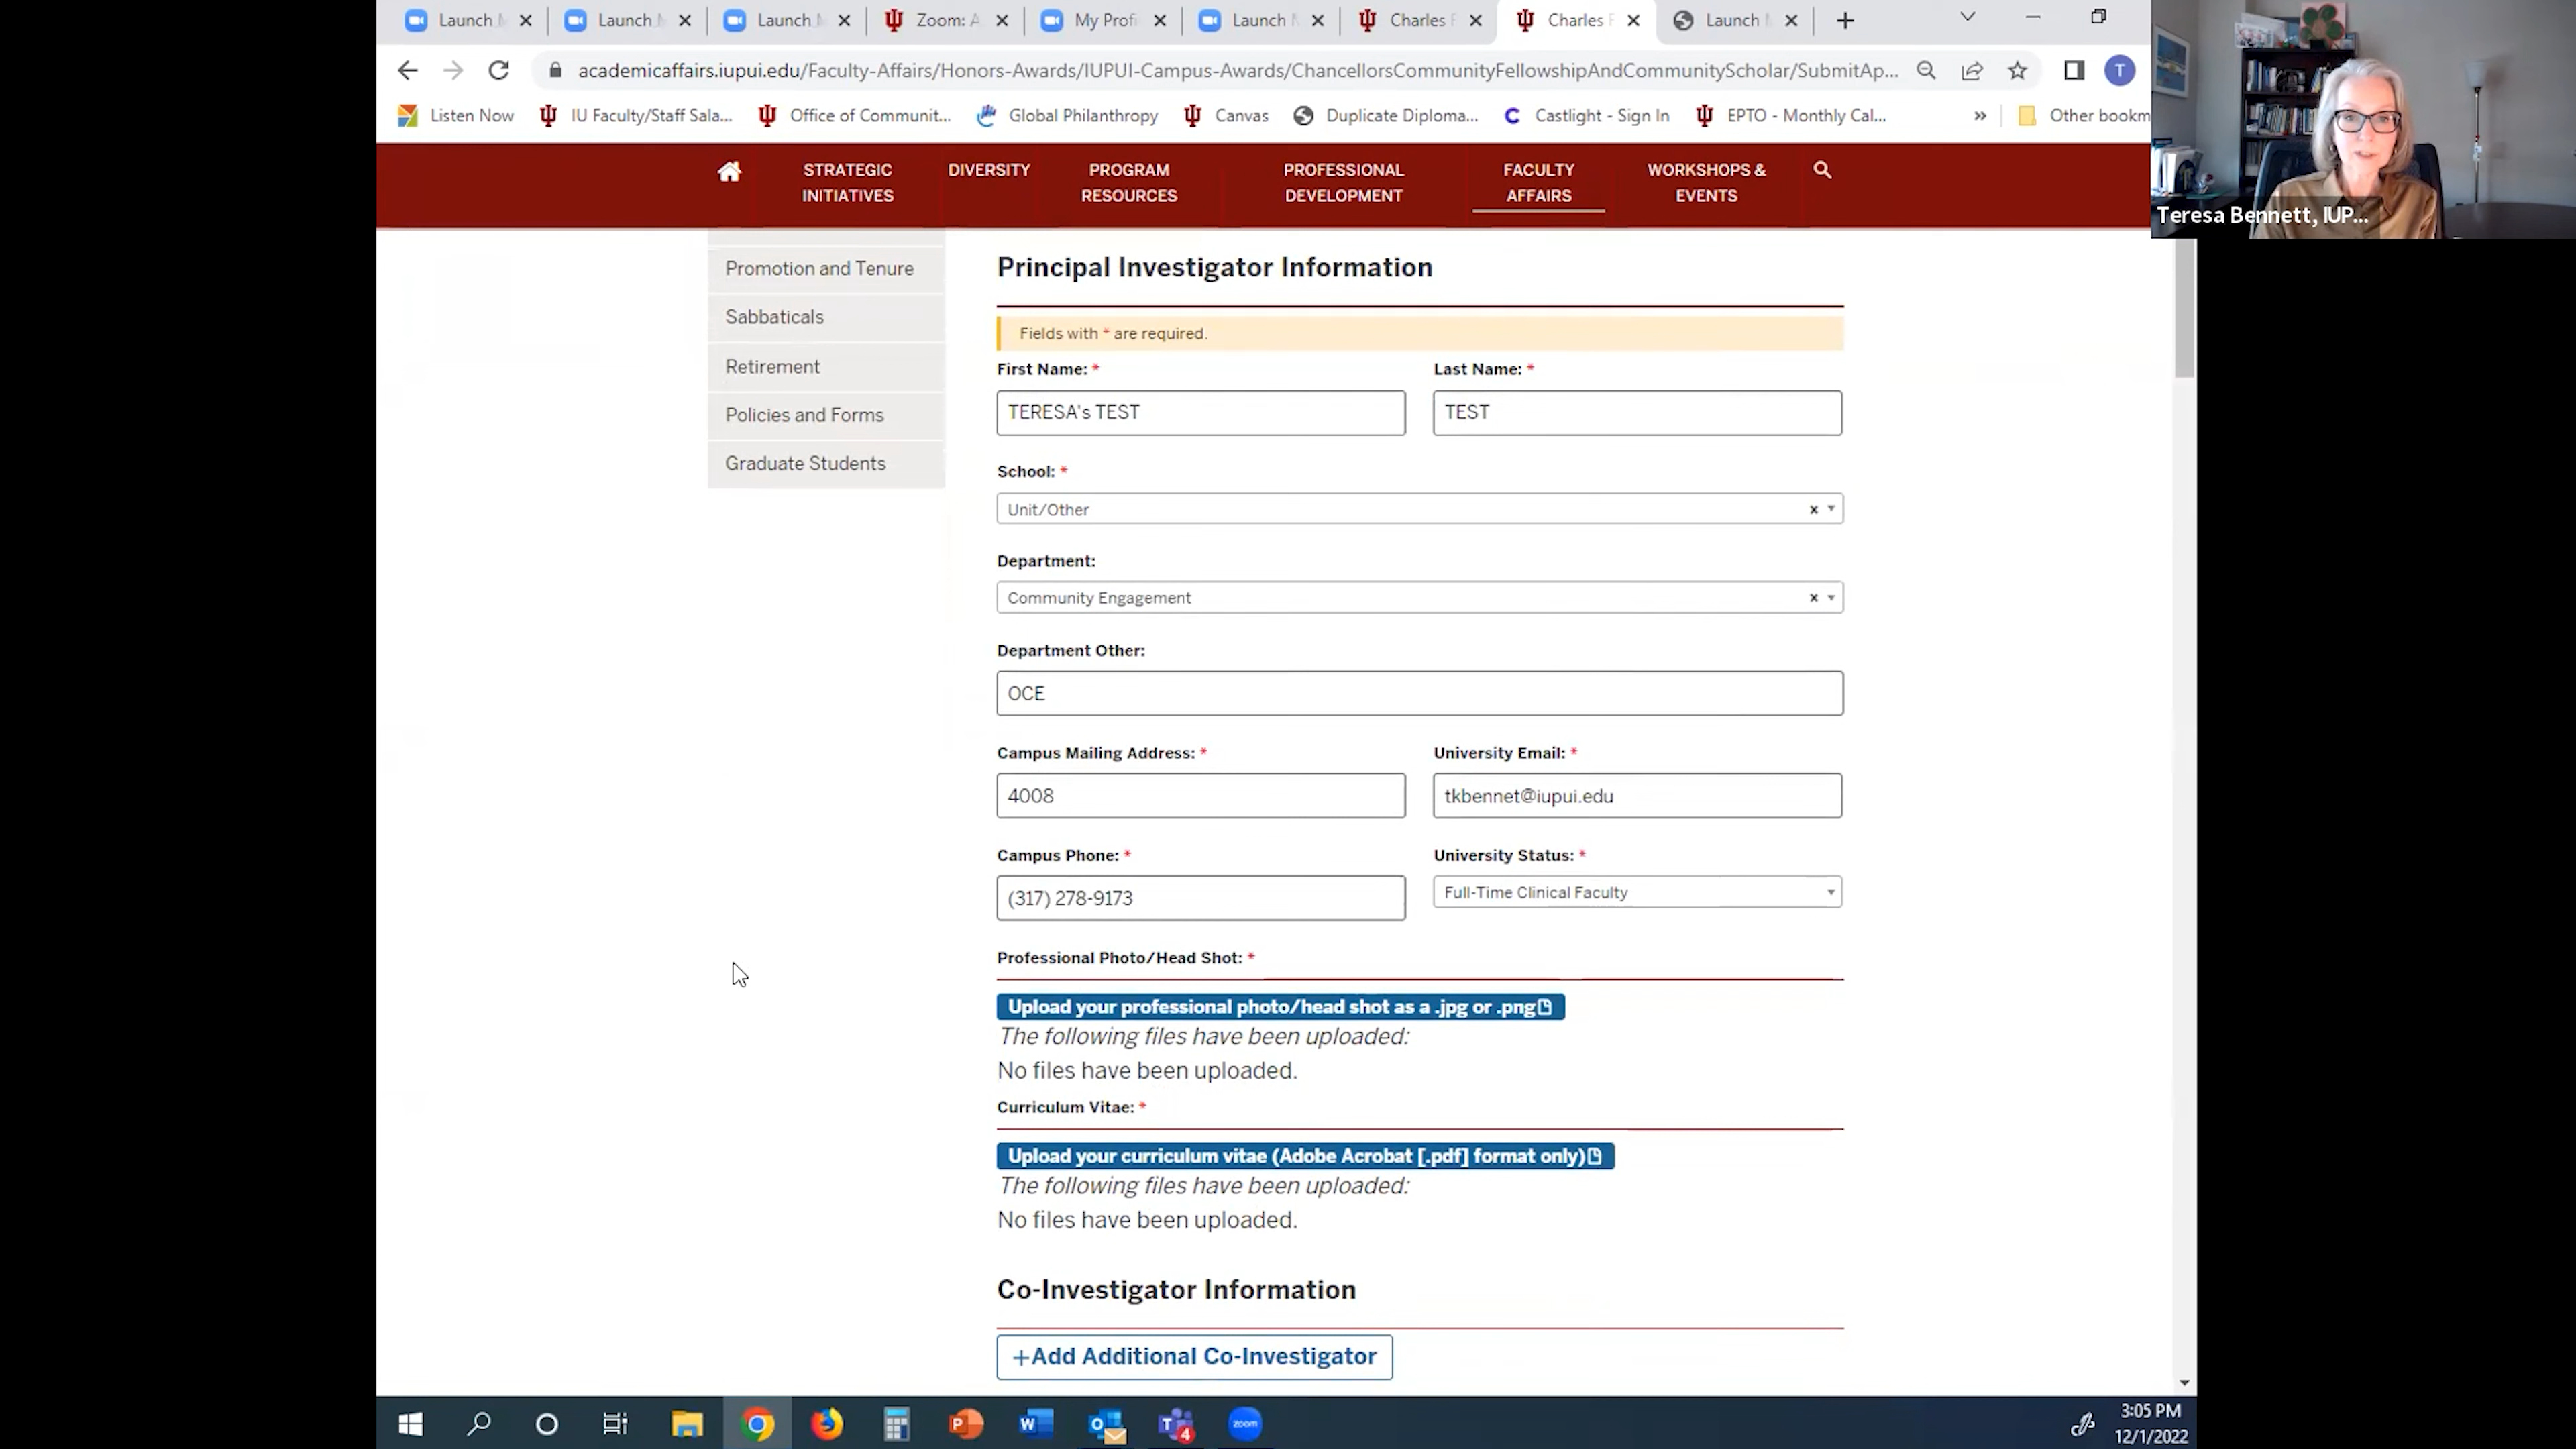 Launch M
Launch M
Launch M
Zoom: A
My Profi
Launch M
Charles F
Charles F
Launch M
academicaffairs.iupui.edu/Faculty-Affairs/Honors-Awards/IUPUI-Campus-Awards/ChancellorsCommunityFellowshipAndCommunityScholar/SubmitAp...
T
Listen Now
IU Faculty/Staff Sala...
Office of Communit...
Global Philanthropy
Canvas
Duplicate Diploma...
Castlight - Sign In
EPTO - Monthly Cal...
Other bookm
Teresa Bennett, IUP...
STRATEGIC INITIATIVES
DIVERSITY
PROGRAM RESOURCES
PROFESSIONAL DEVELOPMENT
FACULTY AFFAIRS
WORKSHOPS & EVENTS
Promotion and Tenure
Sabbaticals
Retirement
Policies and Forms
Graduate Students
Principal Investigator Information
Fields with * are required.
First Name: *
Last Name: *
TERESA's TEST
TEST
School: *
Unit/Other
Department:
Community Engagement
Department Other:
OCE
Campus Mailing Address: *
University Email: *
4008
tkbennet@iupui.edu
Campus Phone: *
University Status: *
(317) 278-9173
Full-Time Clinical Faculty
Professional Photo/Head Shot: *
Upload your professional photo/head shot as a .jpg or .png
The following files have been uploaded:
No files have been uploaded.
Curriculum Vitae: *
Upload your curriculum vitae (Adobe Acrobat [.pdf] format only)
The following files have been uploaded:
No files have been uploaded.
Co-Investigator Information
+Add Additional Co-Investigator
4
zoom
3:05 PM
12/1/2022